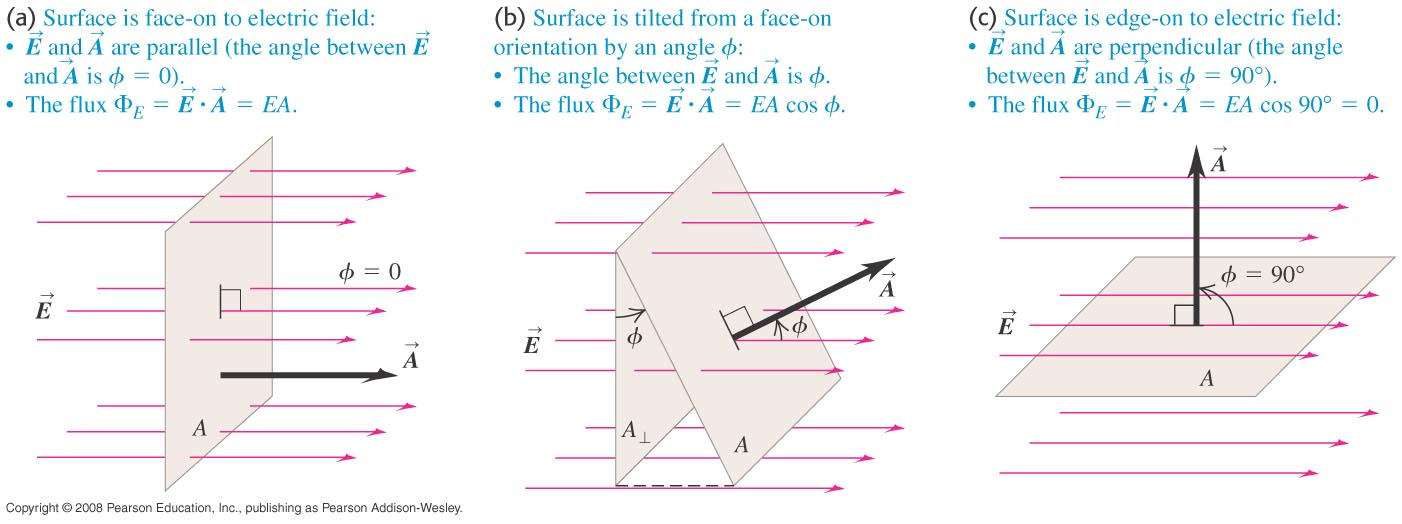 (a) Surface is face-on to electric field:
• E⃗ and A⃗ are parallel (the angle between E⃗
and A⃗ is ϕ = 0).
• The flux Φ_E = E⃗ · A⃗ = EA.
(b) Surface is tilted from a face-on
orientation by an angle ϕ:
• The angle between E⃗ and A⃗ is ϕ.
• The flux Φ_E = E⃗ · A⃗ = EA cos ϕ.
(c) Surface is edge-on to electric field:
• E⃗ and A⃗ are perpendicular (the angle
between E⃗ and A⃗ is ϕ = 90°).
• The flux Φ_E = E⃗ · A⃗ = EA cos 90° = 0.
ϕ = 0
E⃗
A⃗
A
A⃗
E⃗
ϕ
ϕ
A⊥
A
A⃗
ϕ = 90°
E⃗
A
Copyright © 2008 Pearson Education, Inc., publishing as Pearson Addison-Wesley.